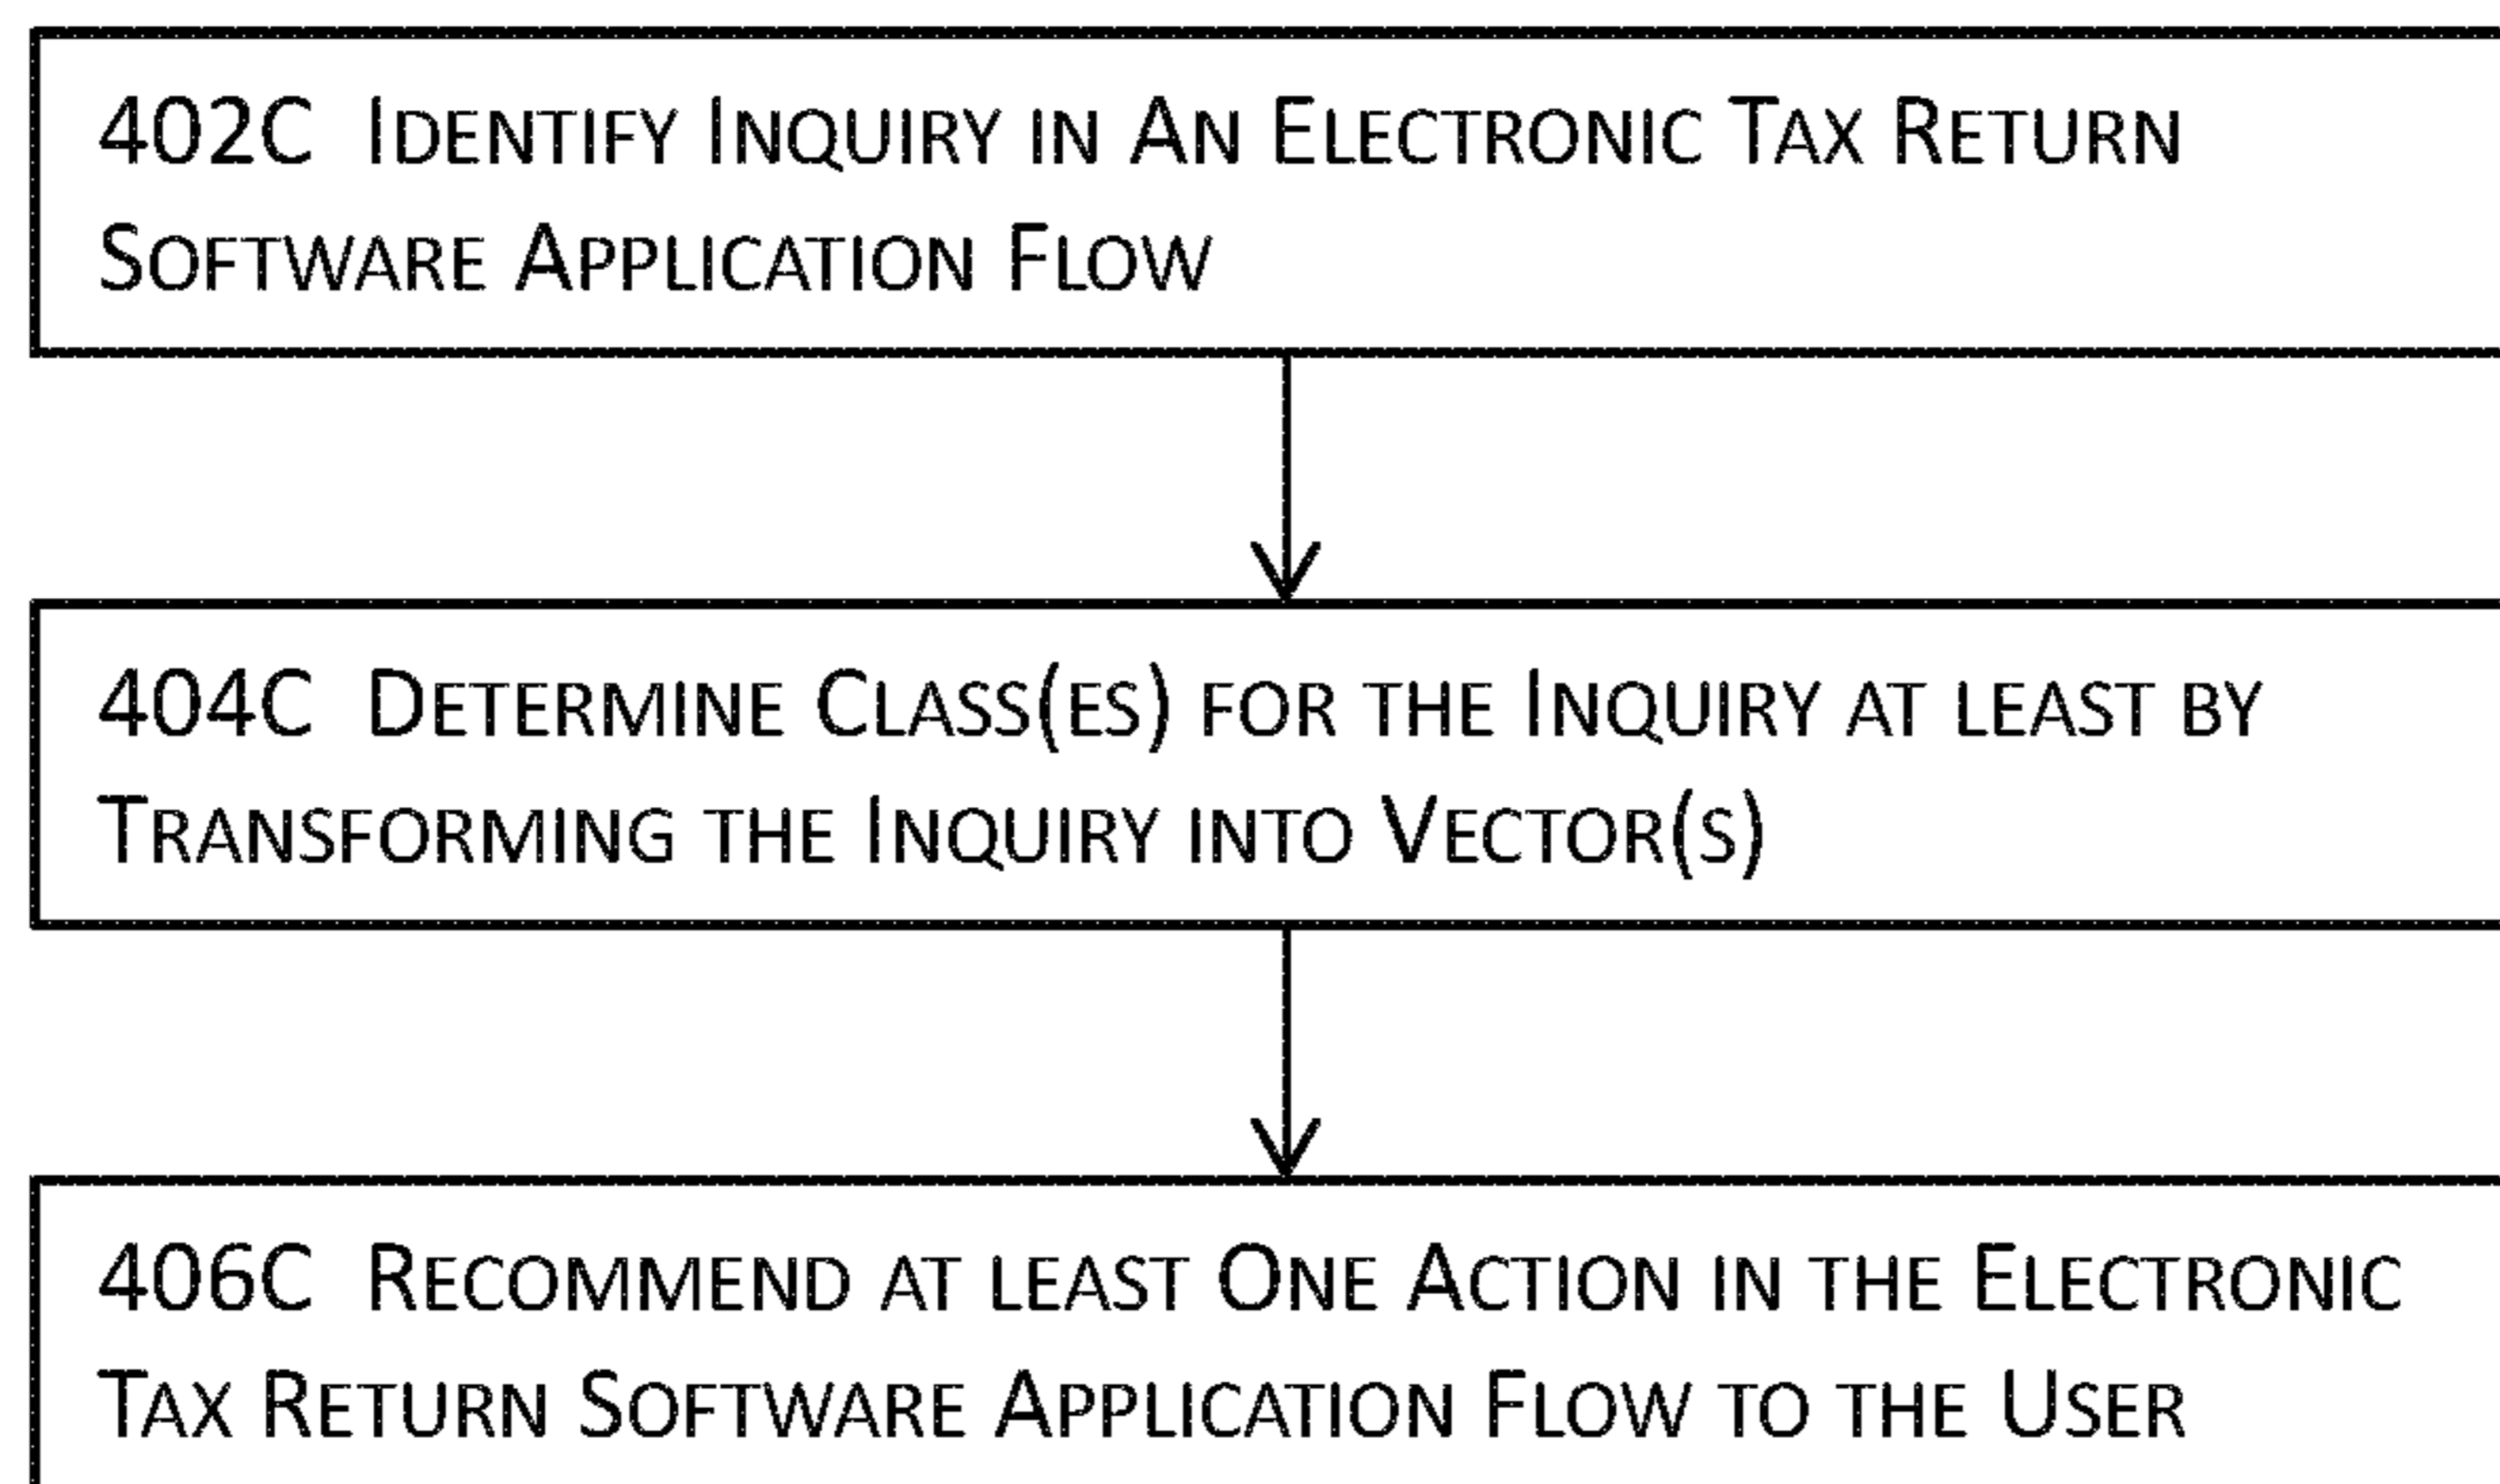 402C Identify Inquiry in An Electronic Tax Return
Software Application Flow
404C Determine Class(es) for the Inquiry at least by
Transforming the Inquiry into Vector(s)
406C Recommend at least One Action in the Electronic
Tax Return Software Application Flow to the User